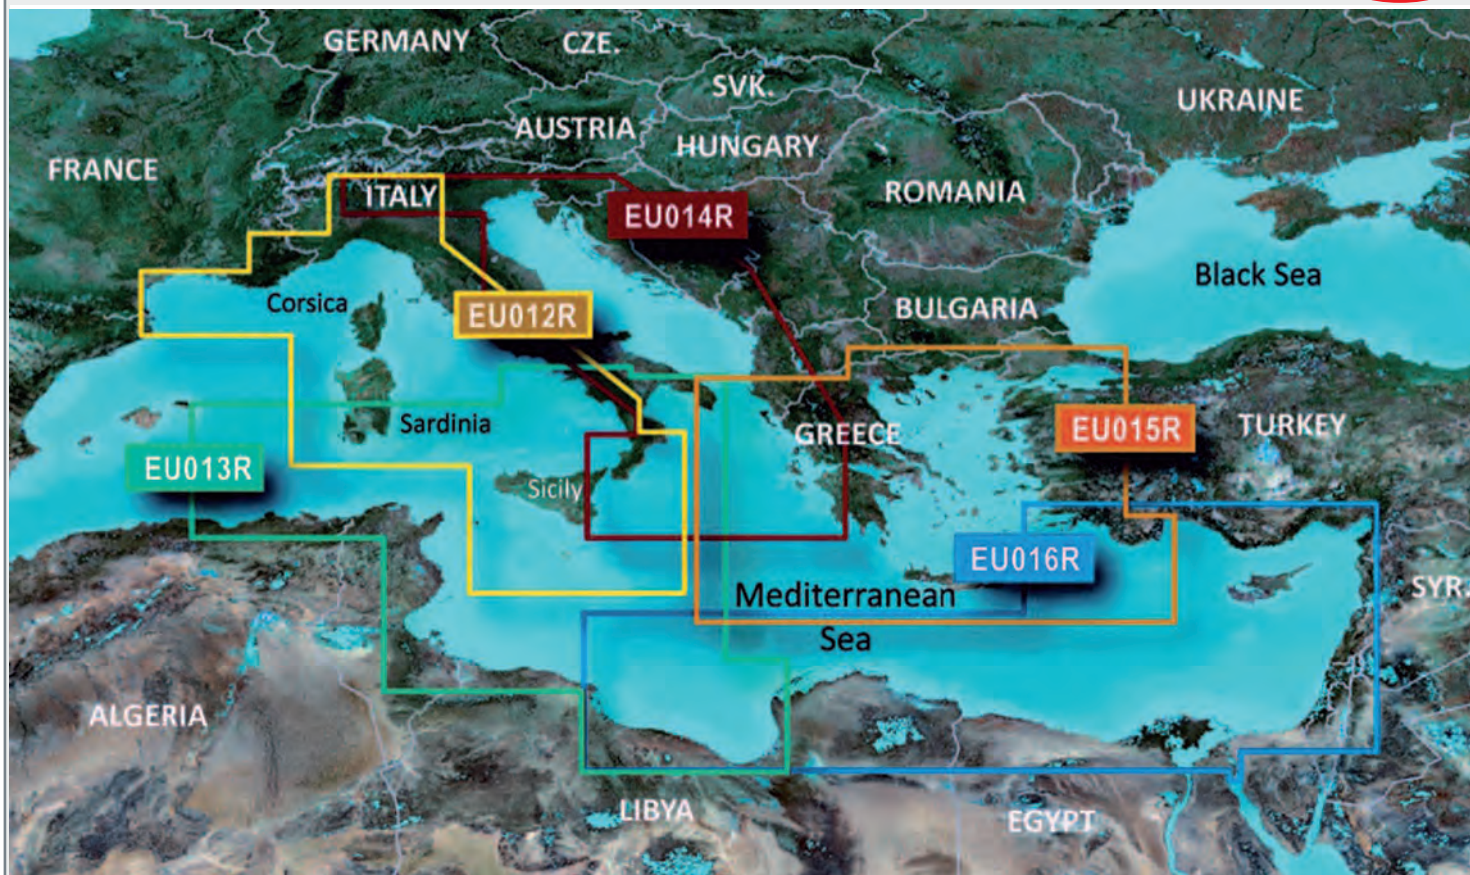 GERMANY
CZE.
SVK.
UKRAINE
AUSTRIA
HUNGARY
FRANCE
ITALY
ROMANIA
EU014R
Black Sea
Corsica
EU012R
BULGARIA
Sardinia
GREECE
EU015R
TURKEY
EU013R
Sicily
EU016R
SYR.
Mediterranean
Sea
ALGERIA
LIBYA
EGYPT